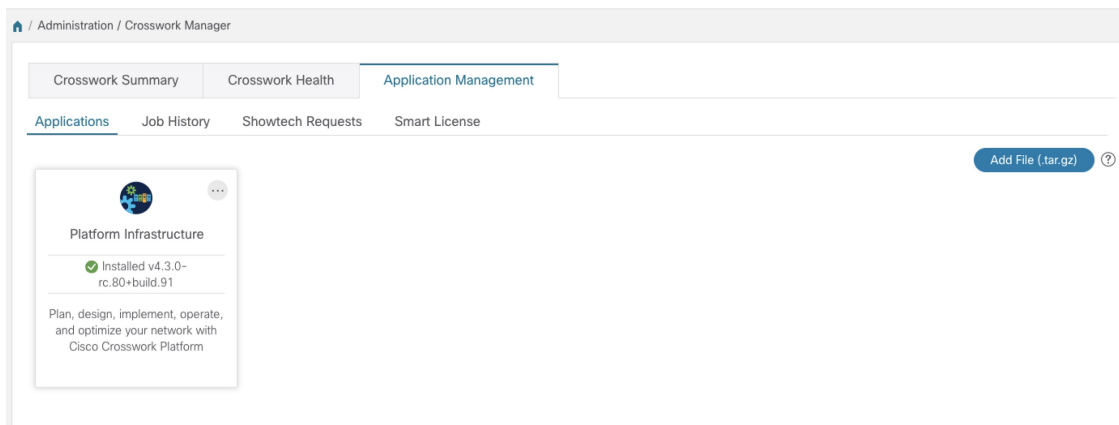 / Administration / Crosswork Manager
Crosswork Summary Crosswork Health Application Management
Applications Job History Showtech Requests Smart License
Add File (.tar.gz) ?
...
Platform Infrastructure
Installed v4.3.0-
rc.80+build.91
Plan, design, implement, operate,
and optimize your network with
Cisco Crosswork Platform